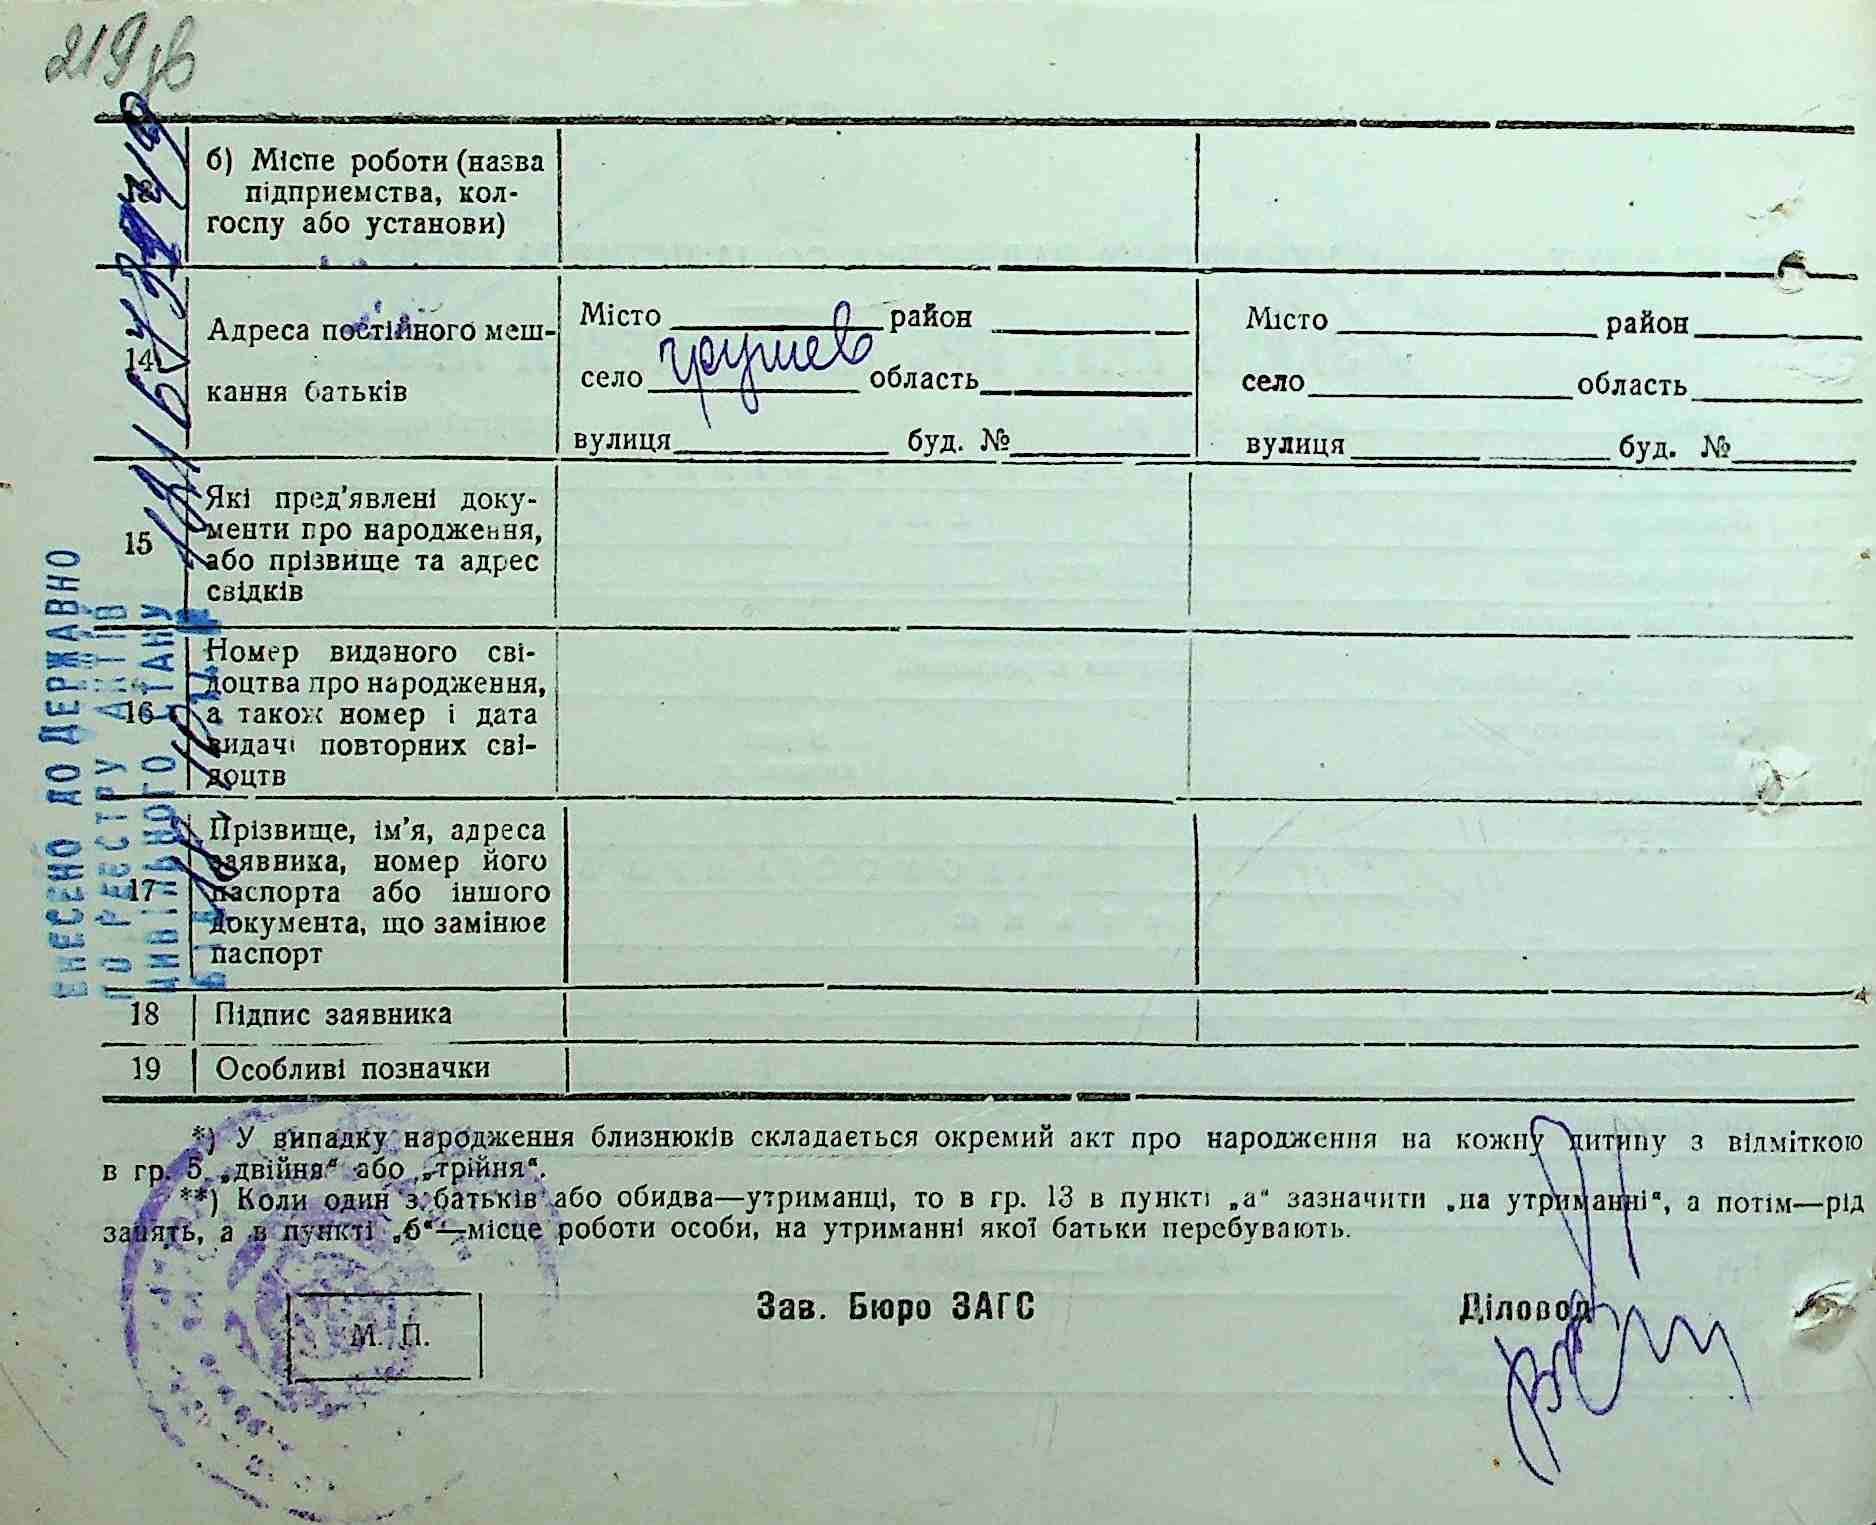 219зв
13
б) Місце роботи (назва
підприємства, кол-
госпу або установи)
14
Адреса постійного меш-
кання батьків
Місто район
село Грушев область
вулиця буд. №
Місто район
село область
вулиця буд. №
15
Які пред'явлені доку-
менти про народження,
або прізвище та адрес
свідків
16
Номер виданого сві-
доцтва про народження,
а також номер і дата
видачі повторних сві-
доцтв
17
Прізвище, ім'я, адреса
заявника, номер його
паспорта або іншого
документа, що замінює
паспорт
18 Підпис заявника
19 Особливі позначки
ВНЕСЕНО ДО ДЕРЖАВНО
ГО РЕЄСТРУ АКТІВ
ЦИВІЛЬНОГО СТАНУ
*) У випадку народження близнюків складається окремий акт про народження на кожну дитину з відміткою
в гр. 5 „двійня“ або „трійня“.
**) Коли один з батьків або обидва—утриманці, то в гр. 13 в пункті „а“ зазначити „на утриманні“, а потім—рід
занять, а в пункті „б“—місце роботи особи, на утриманні якої батьки перебувають.
М. П.
Зав. Бюро ЗАГС
Діловод